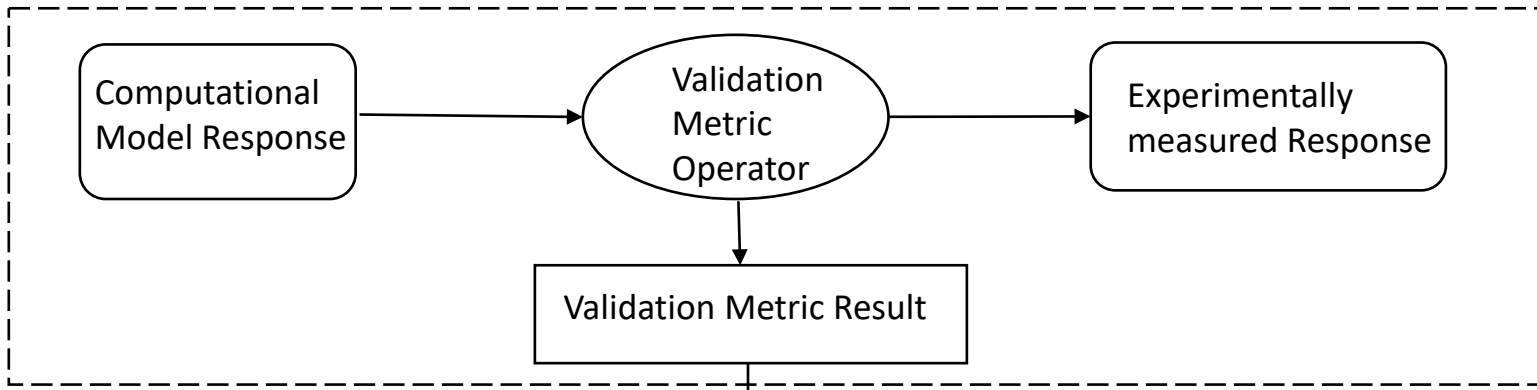 Computational
Model Response
Validation
Metric
Operator
Experimentally
measured Response
Validation Metric Result